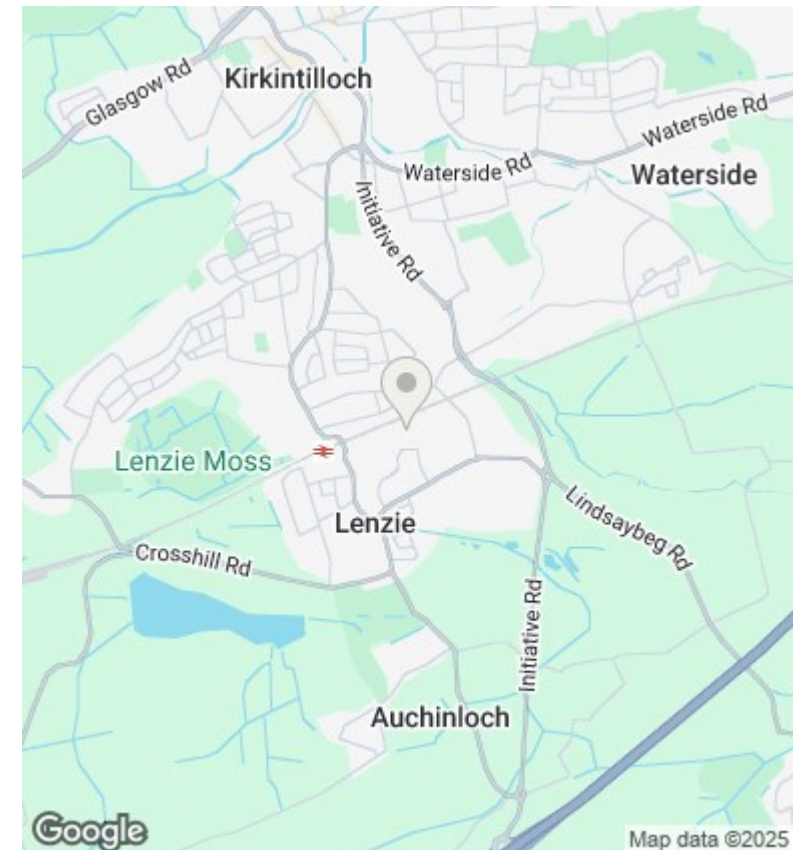 Kirkintilloch
Glasgow Rd
Waterside Rd
Waterside Rd
Waterside
Initiative Rd
Lenzie Moss
Lenzie
Lindsaybeg Rd
Crosshill Rd
Initiative Rd
Auchinloch
Google
Map data ©2025